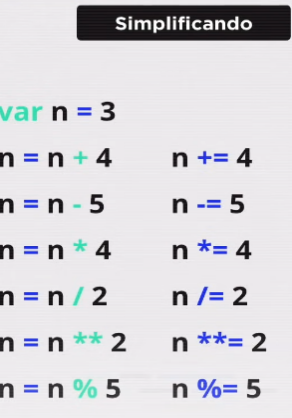 Simplificando
var n = 3
n = n + 4 n += 4
n = n - 5 n -= 5
n = n * 4 n *= 4
n = n / 2 n /= 2
n = n ** 2 n **= 2
n = n % 5 n %= 5